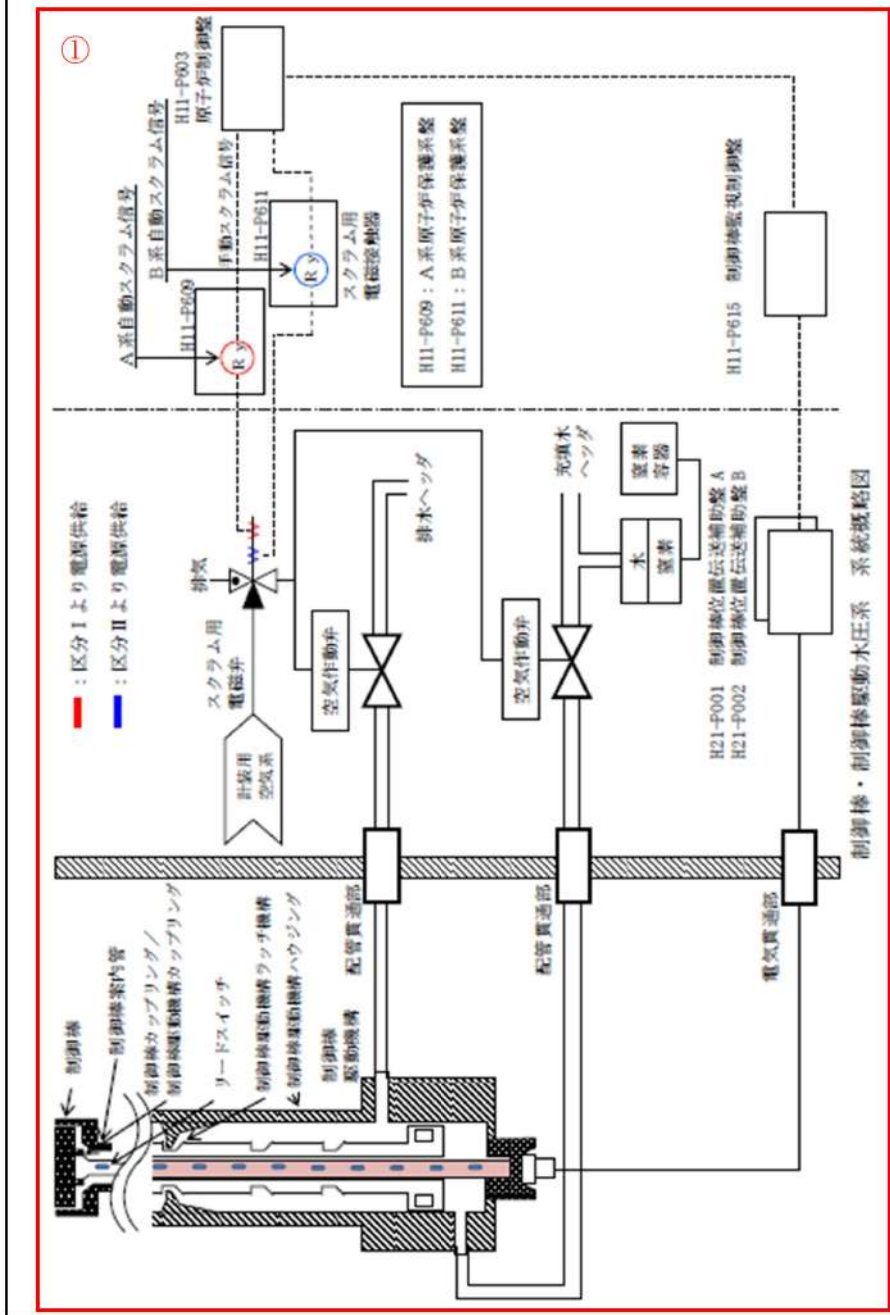 ①
制御棒
制御棒案内管
制御棒カップリング/
制御棒駆動機構カップリング
リードスイッチ
制御棒駆動機構ラッチ機構
制御棒駆動機構ハウジング
制御棒
駆動機構
配管貫通部
配管貫通部
電気貫通部
:区分Ⅰより電源供給
:区分Ⅱより電源供給
計装用
空気系
スクラム用
電磁弁
排気
W
W
空気作動弁
排水ヘッダ
空気作動弁
充填水
ヘッダ
水
窒素
窒素
容器
H21-P001 制御棒位置伝送補助盤A
H21-P002 制御棒位置伝送補助盤B
A系自動スクラム信号
B系自動スクラム信号
H11-P603
原子炉制御盤
手動スクラム信号
H11-P609
Ry
H11-P611
Ry
スクラム用
電磁接触器
H11-P609:A系原子炉保護系盤
H11-P611:B系原子炉保護系盤
H11-P615 制御棒監視制御盤
制御棒・制御棒駆動水圧系 系統概略図